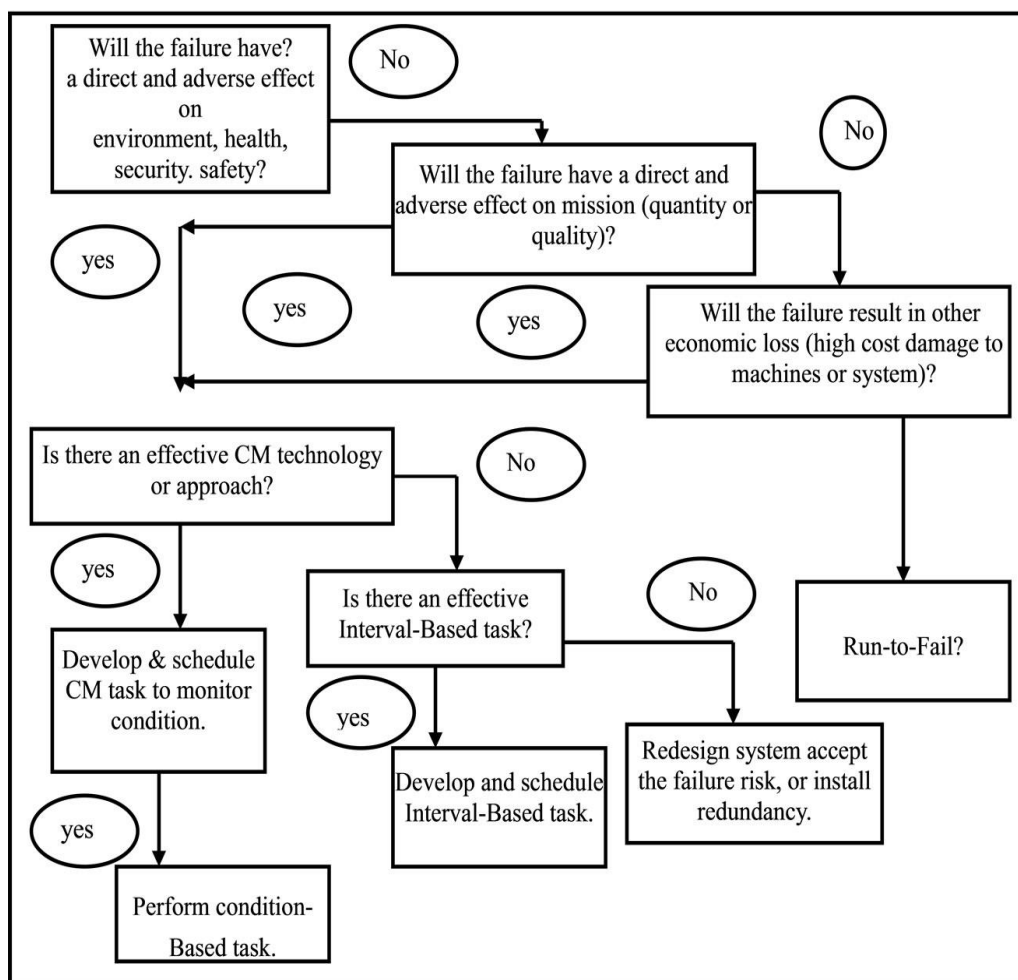 Will the failure have?
a direct and adverse effect
on
environment, health,
security. safety?
No
No
Will the failure have a direct and
adverse effect on mission (quantity or
quality)?
yes
yes
yes
Will the failure result in other
economic loss (high cost damage to
machines or system)?
Is there an effective CM technology
or approach?
No
yes
Is there an effective
Interval-Based task?
No
Run-to-Fail?
Develop & schedule
CM task to monitor
condition.
yes
Redesign system accept
the failure risk, or install
redundancy.
Develop and schedule
Interval-Based task.
yes
Perform condition-
Based task.